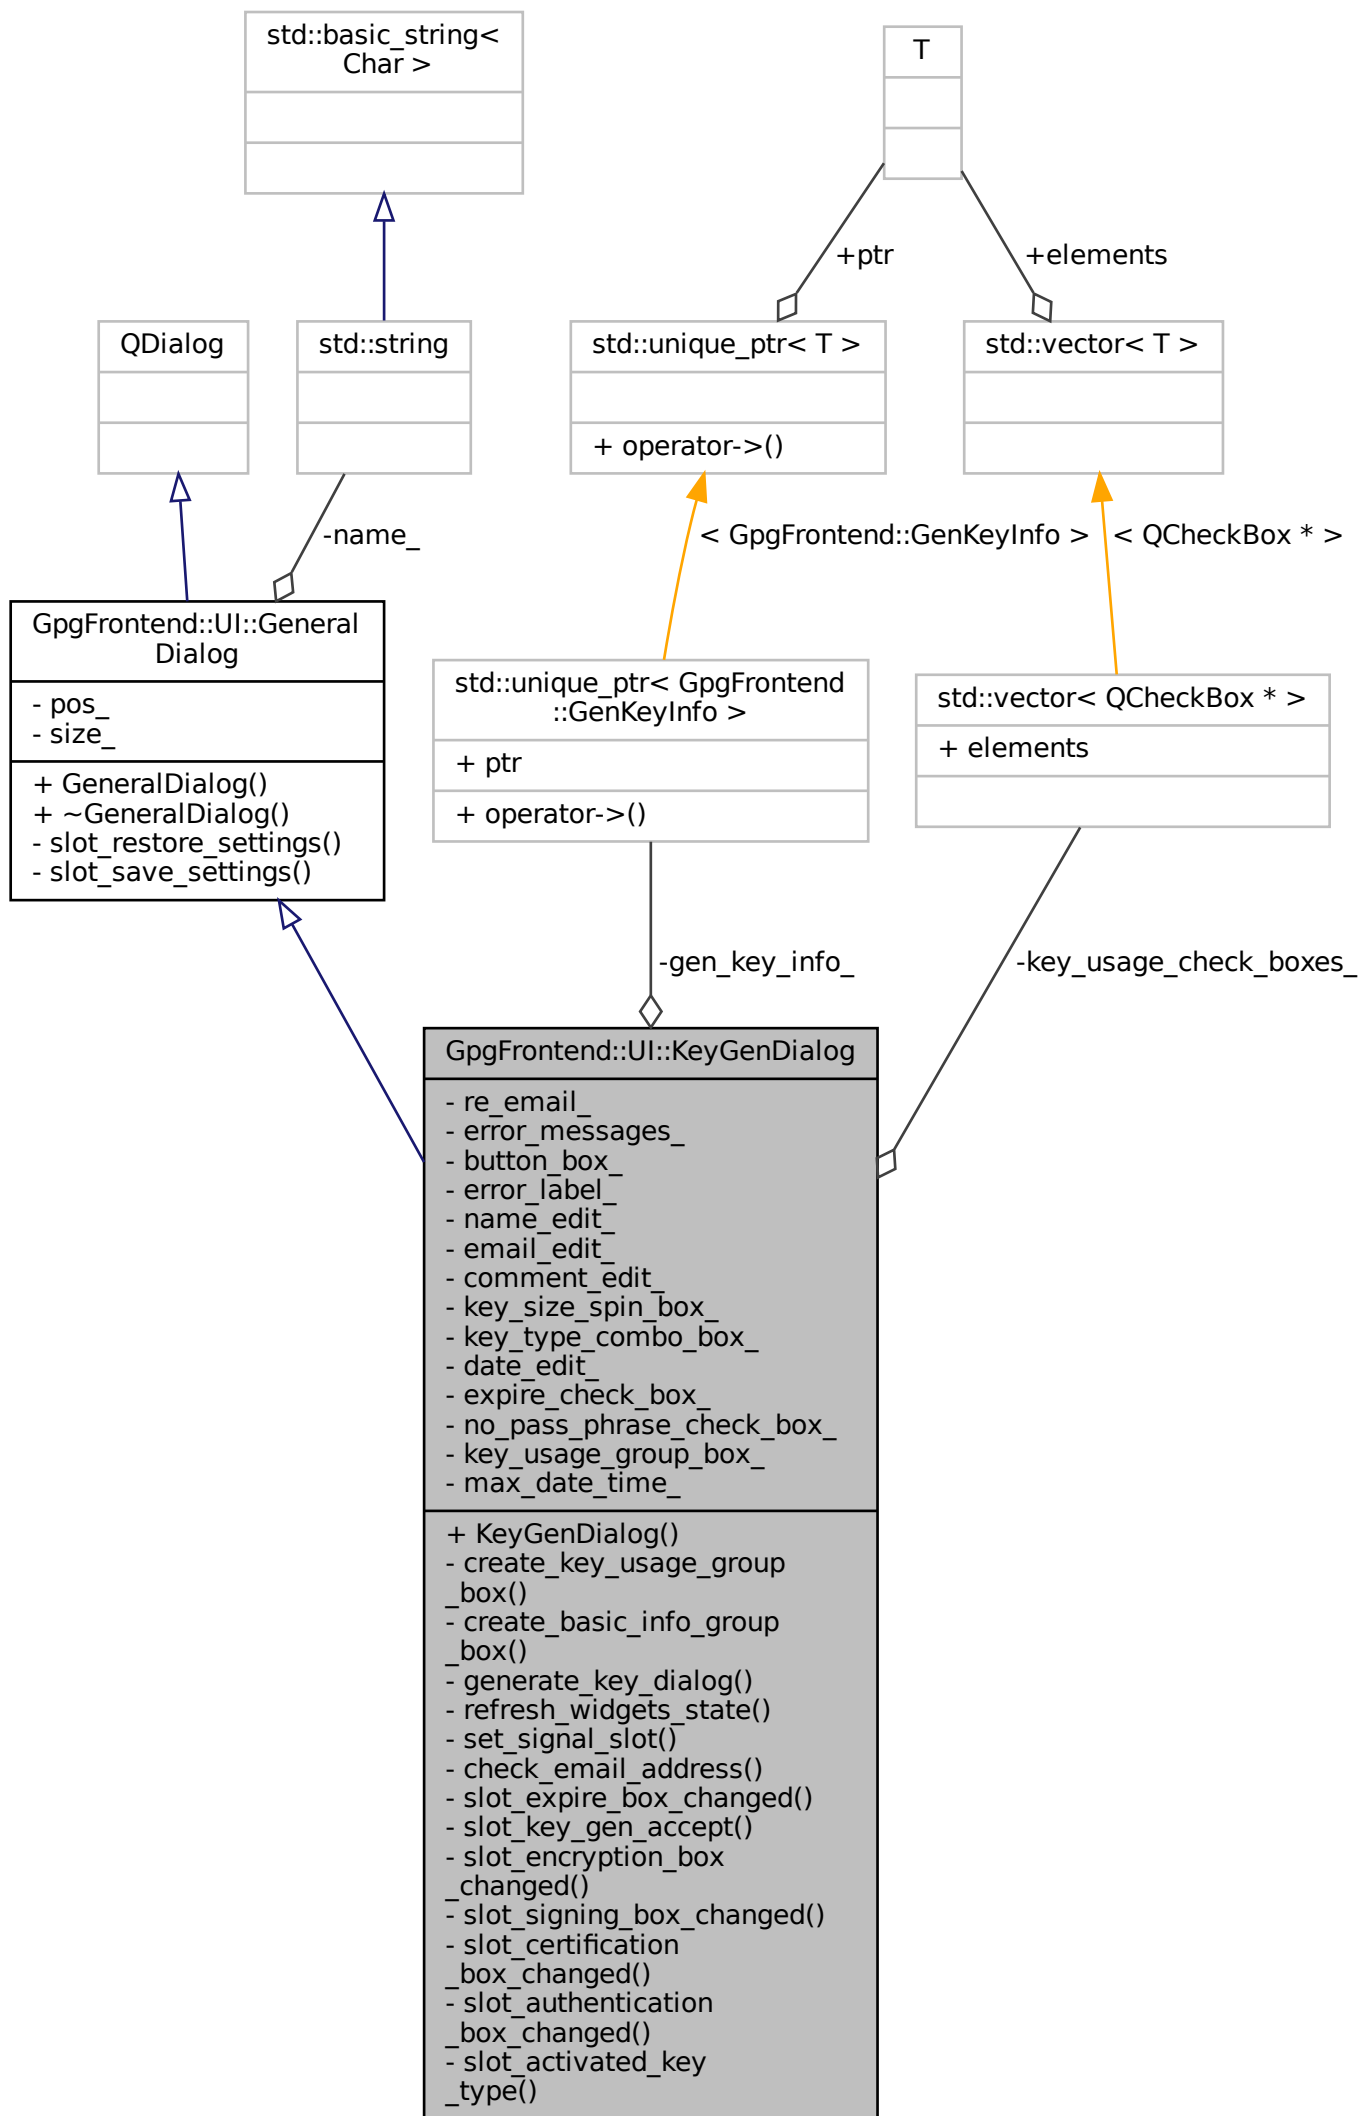 std::basic_string<
Char >
T
+ptr
+elements
QDialog
std::string
std::unique_ptr< T >
+ operator->()
std::vector< T >
-name_
< GpgFrontend::GenKeyInfo >
< QCheckBox * >
GpgFrontend::UI::General
Dialog
- pos_
- size_
+ GeneralDialog()
+ ~GeneralDialog()
- slot_restore_settings()
- slot_save_settings()
std::unique_ptr< GpgFrontend
::GenKeyInfo >
+ ptr
+ operator->()
std::vector< QCheckBox * >
+ elements
-gen_key_info_
-key_usage_check_boxes_
GpgFrontend::UI::KeyGenDialog
- re_email_
- error_messages_
- button_box_
- error_label_
- name_edit_
- email_edit_
- comment_edit_
- key_size_spin_box_
- key_type_combo_box_
- date_edit_
- expire_check_box_
- no_pass_phrase_check_box_
- key_usage_group_box_
- max_date_time_
+ KeyGenDialog()
- create_key_usage_group
_box()
- create_basic_info_group
_box()
- generate_key_dialog()
- refresh_widgets_state()
- set_signal_slot()
- check_email_address()
- slot_expire_box_changed()
- slot_key_gen_accept()
- slot_encryption_box
_changed()
- slot_signing_box_changed()
- slot_certification
_box_changed()
- slot_authentication
_box_changed()
- slot_activated_key
_type()